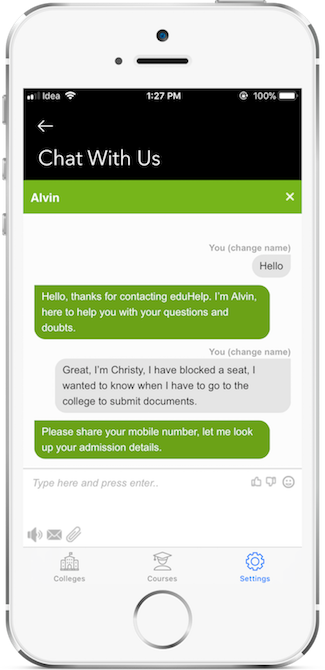 Idea 1:27 PM 100%
Chat With Us
Alvin
You (change name)
Hello
Hello, thanks for contacting eduHelp. I'm Alvin,
here to help you with your questions and
doubts.
You (change name)
Great, I'm Christy, I have blocked a seat, I
wanted to know when I have to go to the
college to submit documents.
Please share your mobile number, let me look
up your admission details.
Type here and press enter..
Colleges Courses Settings